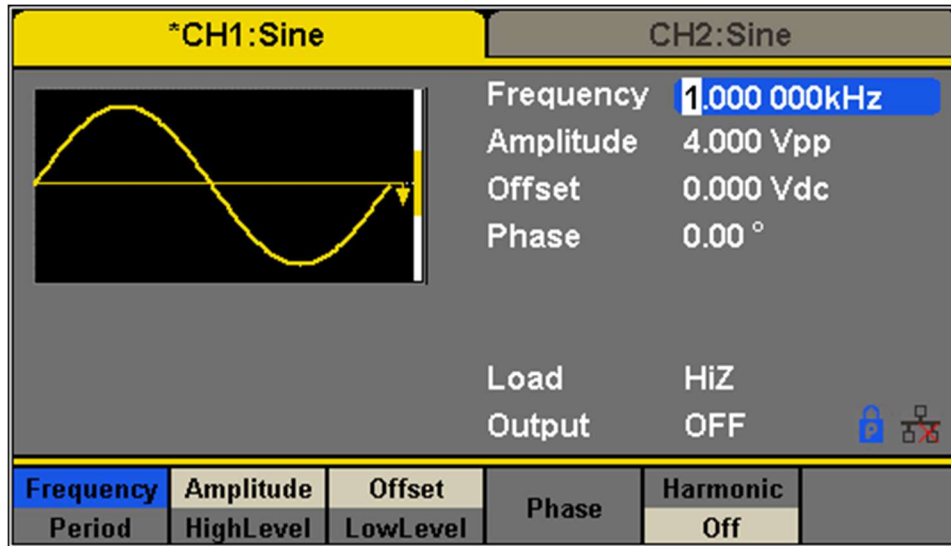 *CH1:Sine CH2:Sine
Frequency 1.000 000kHz
Amplitude 4.000 Vpp
Offset 0.000 Vdc
Phase 0.00 °
Load HiZ
Output OFF
P
Frequency Amplitude Offset Phase Harmonic
Period HighLevel LowLevel Off